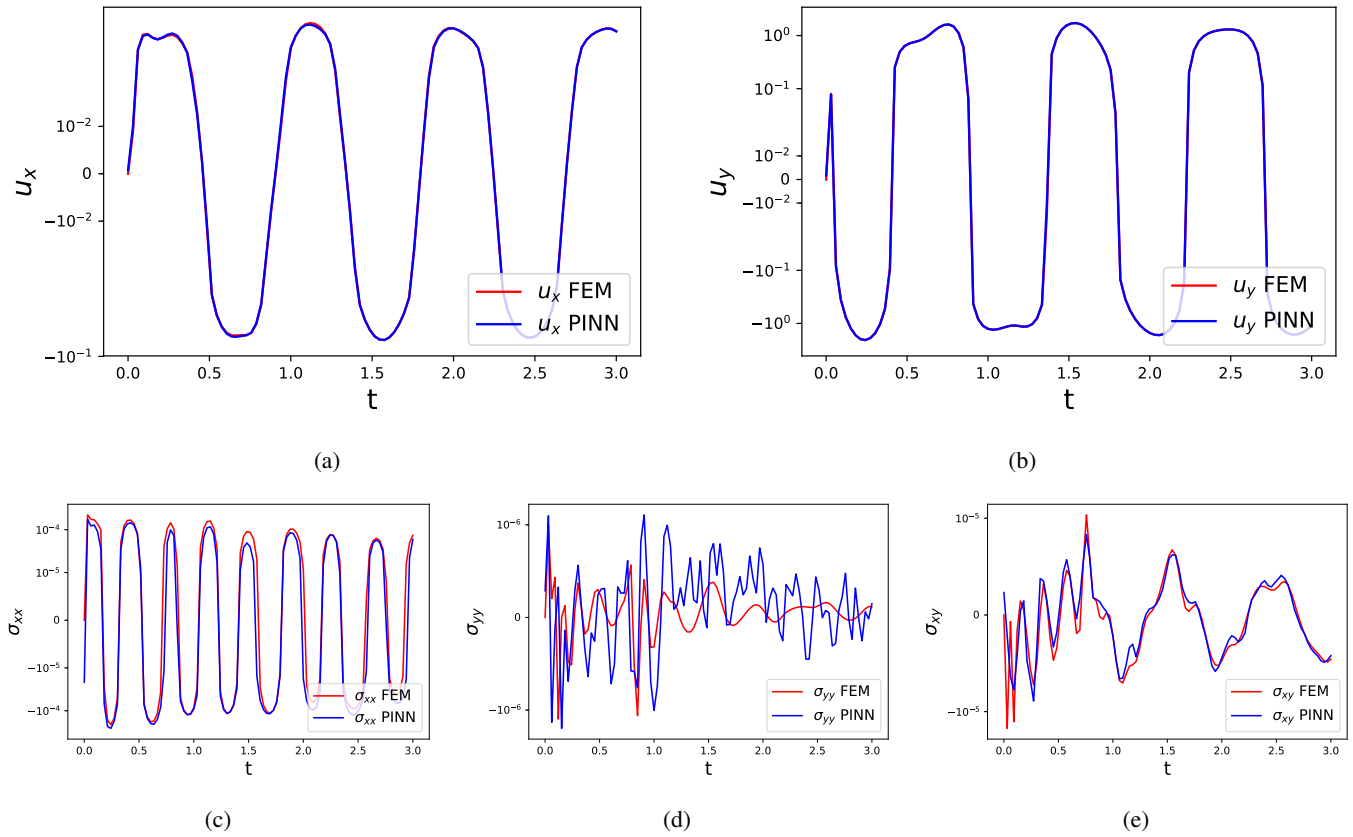 10⁻²
0
−10⁻²
−10⁻¹
u_x
0.0 0.5 1.0 1.5 2.0 2.5 3.0
t
u_x FEM
u_x PINN
(a)
10⁰
10⁻¹
10⁻²
0
−10⁻²
−10⁻¹
−10⁰
u_y
0.0 0.5 1.0 1.5 2.0 2.5 3.0
t
u_y FEM
u_y PINN
(b)
10⁻⁴
10⁻⁵
0
−10⁻⁵
−10⁻⁴
σ_xx
0.0 0.5 1.0 1.5 2.0 2.5 3.0
t
σ_xx FEM
σ_xx PINN
(c)
10⁻⁶
0
−10⁻⁶
σ_yy
0.0 0.5 1.0 1.5 2.0 2.5 3.0
t
σ_yy FEM
σ_yy PINN
(d)
10⁻⁵
0
−10⁻⁵
σ_xy
0.0 0.5 1.0 1.5 2.0 2.5 3.0
t
σ_xy FEM
σ_xy PINN
(e)